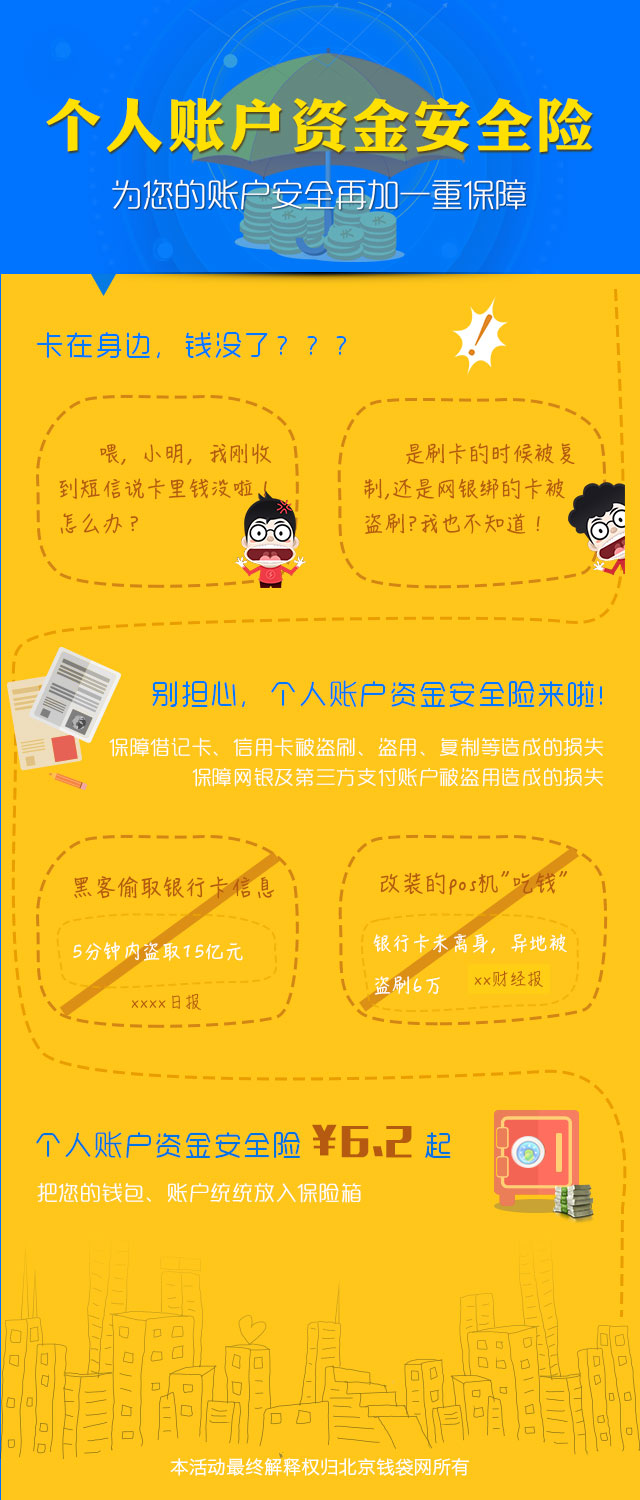 个人账户资金安全险
为您的账户安全再加一重保障
卡在身边，钱没了？？？
喂，小明，我刚收
到短信说卡里钱没啦！
怎么办？
是刷卡的时候被复
制,还是网银绑的卡被
盗刷?我也不知道！
别担心，个人账户资金安全险来啦!
保障借记卡、信用卡被盗刷、盗用、复制等造成的损失
保障网银及第三方支付账户被盗用造成的损失
黑客偷取银行卡信息
5分钟内盗取15亿元
xxxx日报
改装的pos机"吃钱"
银行卡未离身，异地被
盗刷6万
xx财经报
个人账户资金安全险 ¥6.2 起
把您的钱包、账户统统放入保险箱
本活动最终解释权归北京钱袋网所有